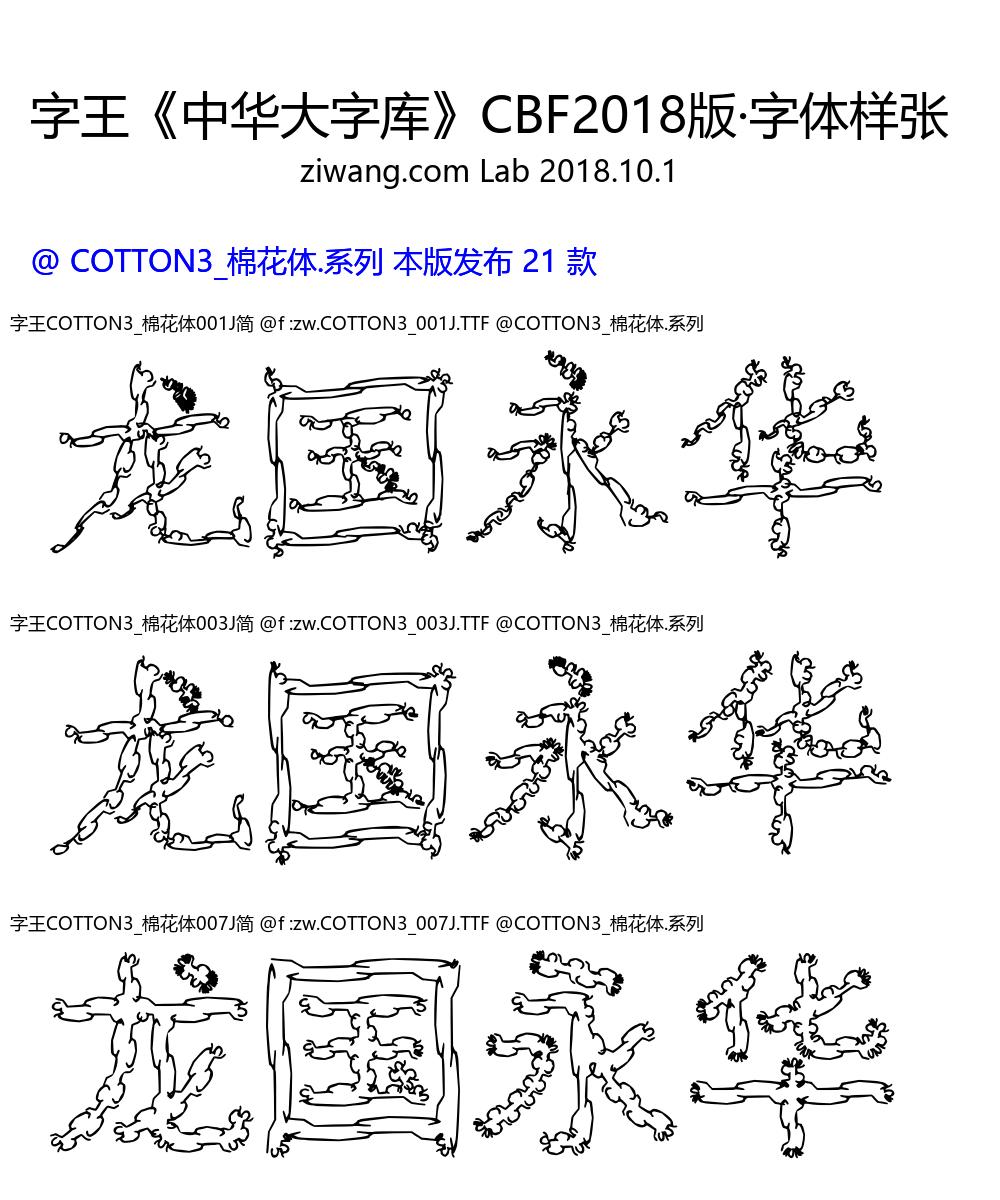 字王《中华大字库》CBF2018版·字体样张
ziwang.com Lab 2018.10.1
@ COTTON3_棉花体.系列 本版发布 21 款
字王COTTON3_棉花体001J简 @f :zw.COTTON3_001J.TTF @COTTON3_棉花体.系列
龙国永华
字王COTTON3_棉花体003J简 @f :zw.COTTON3_003J.TTF @COTTON3_棉花体.系列
龙国永华
字王COTTON3_棉花体007J简 @f :zw.COTTON3_007J.TTF @COTTON3_棉花体.系列
龙国永华